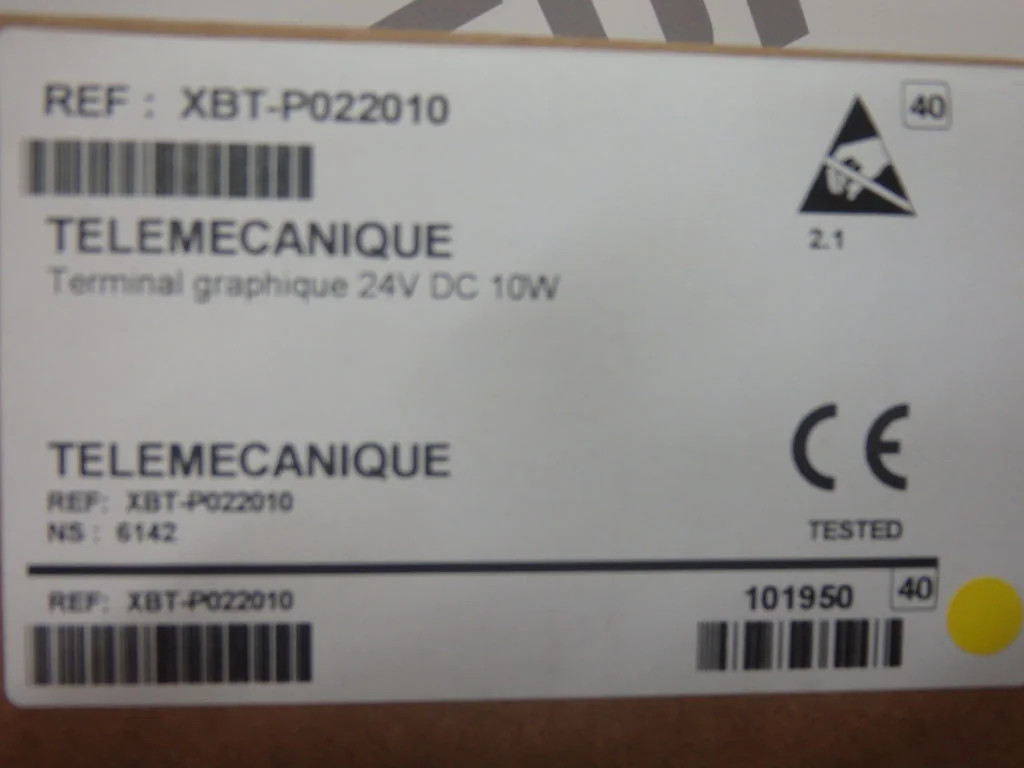 REF : XBT-P022010
40
TELEMECANIQUE
Terminal graphique 24V DC 10W
2.1
TELEMECANIQUE
REF: XBT-P022010
NS : 6142
CE
TESTED
REF: XBT-P022010
101950
40